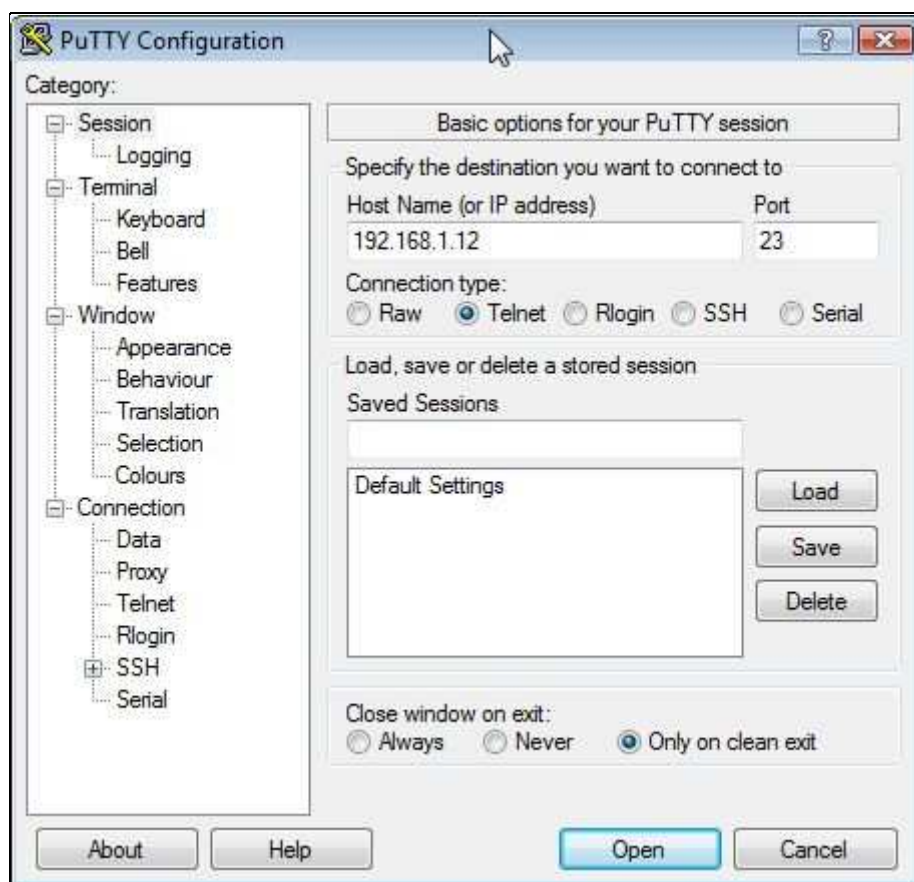 PuTTY Configuration
Category:
Session
Logging
Terminal
Keyboard
Bell
Features
Window
Appearance
Behaviour
Translation
Selection
Colours
Connection
Data
Proxy
Telnet
Rlogin
SSH
Serial
Basic options for your PuTTY session
Specify the destination you want to connect to
Host Name (or IP address) Port
192.168.1.12 23
Connection type:
Raw Telnet Rlogin SSH Serial
Load, save or delete a stored session
Saved Sessions
Default Settings
Load
Save
Delete
Close window on exit:
Always Never Only on clean exit
About Help Open Cancel